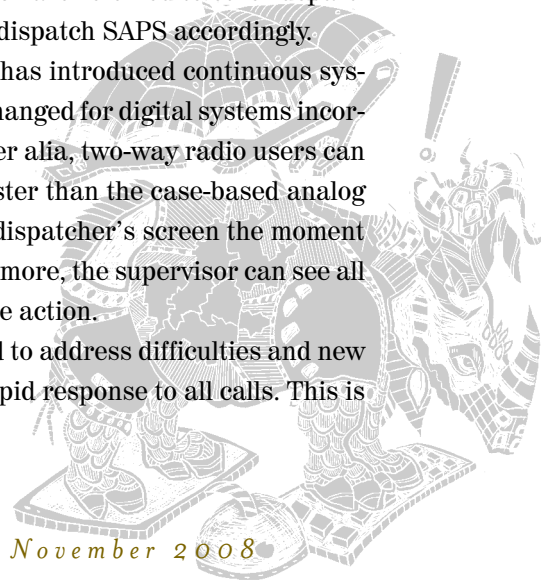 dispatch SAPS accordingly.
has introduced continuous sys-
hanged for digital systems incor-
er alia, two-way radio users can
ster than the case-based analog
dispatcher's screen the moment
more, the supervisor can see all
e action.
l to address difficulties and new
pid response to all calls. This is
November 2008